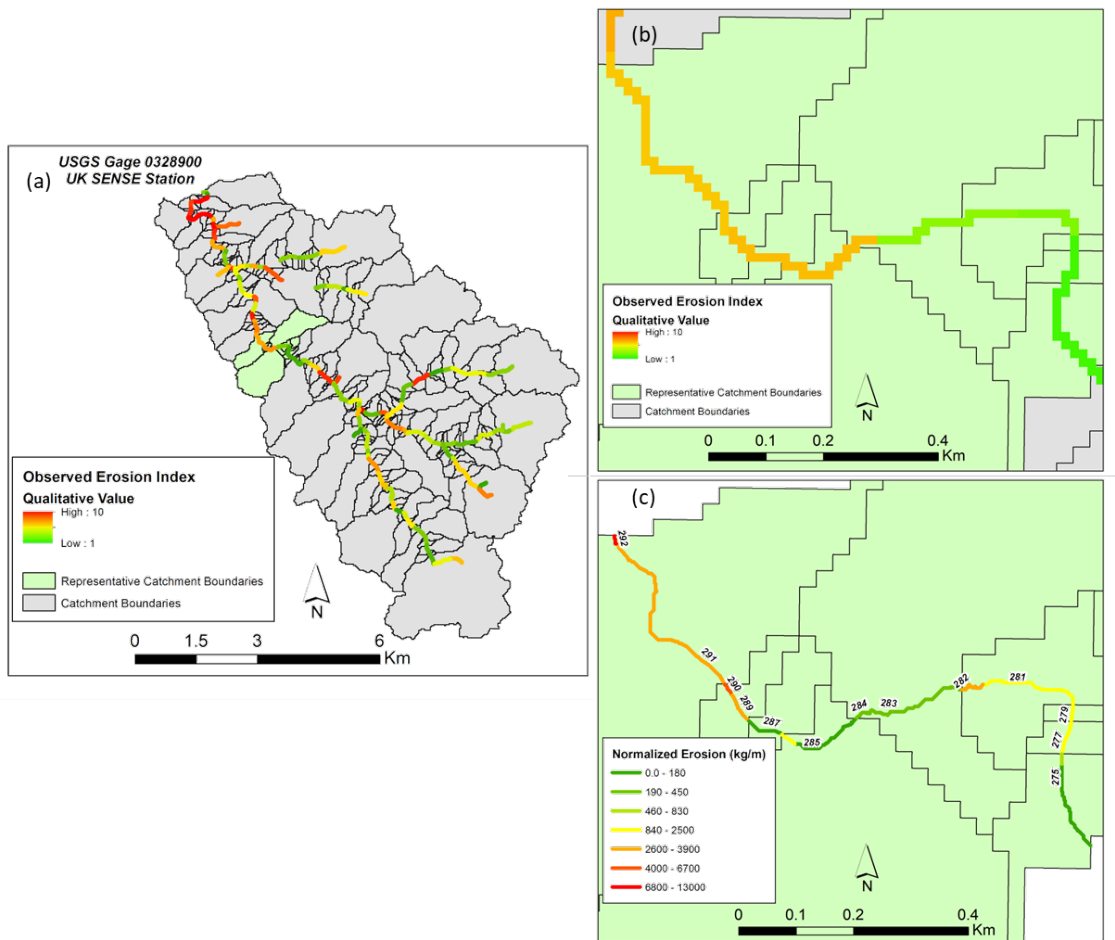 USGS Gage 0328900
UK SENSE Station
(a)
Observed Erosion Index
Qualitative Value
High : 10
Low : 1
Representative Catchment Boundaries
Catchment Boundaries
N
0 1.5 3 6
Km
(b)
Observed Erosion Index
Qualitative Value
High : 10
Low : 1
Representative Catchment Boundaries
Catchment Boundaries
N
0 0.1 0.2 0.4
Km
(c)
292
291
290
289
287
285
284
283
282
281
279
277
275
Normalized Erosion (kg/m)
0.0 - 180
190 - 450
460 - 830
840 - 2500
2600 - 3900
4000 - 6700
6800 - 13000
N
0 0.1 0.2 0.4
Km